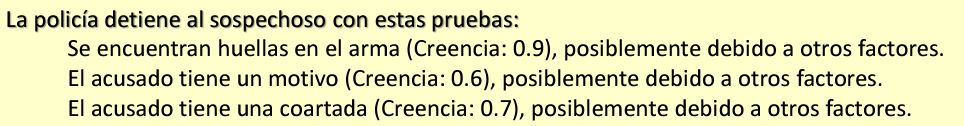 La policía detiene al sospechoso con estas pruebas:
Se encuentran huellas en el arma (Creencia: 0.9), posiblemente debido a otros factores.
El acusado tiene un motivo (Creencia: 0.6), posiblemente debido a otros factores.
El acusado tiene una coartada (Creencia: 0.7), posiblemente debido a otros factores.